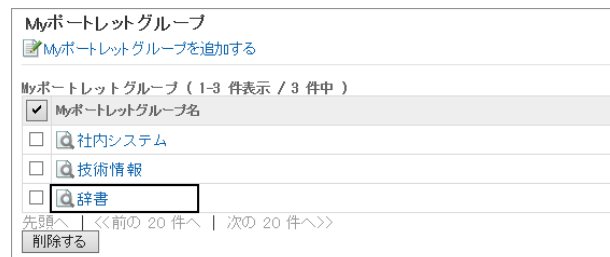 Myポートレットグループ
Myポートレットグループを追加する
Myポートレットグループ ( 1-3 件表示 / 3 件中 )
Myポートレットグループ名
社内システム
技術情報
辞書
先頭へ | <<前の 20 件へ | 次の 20 件へ>>
削除する